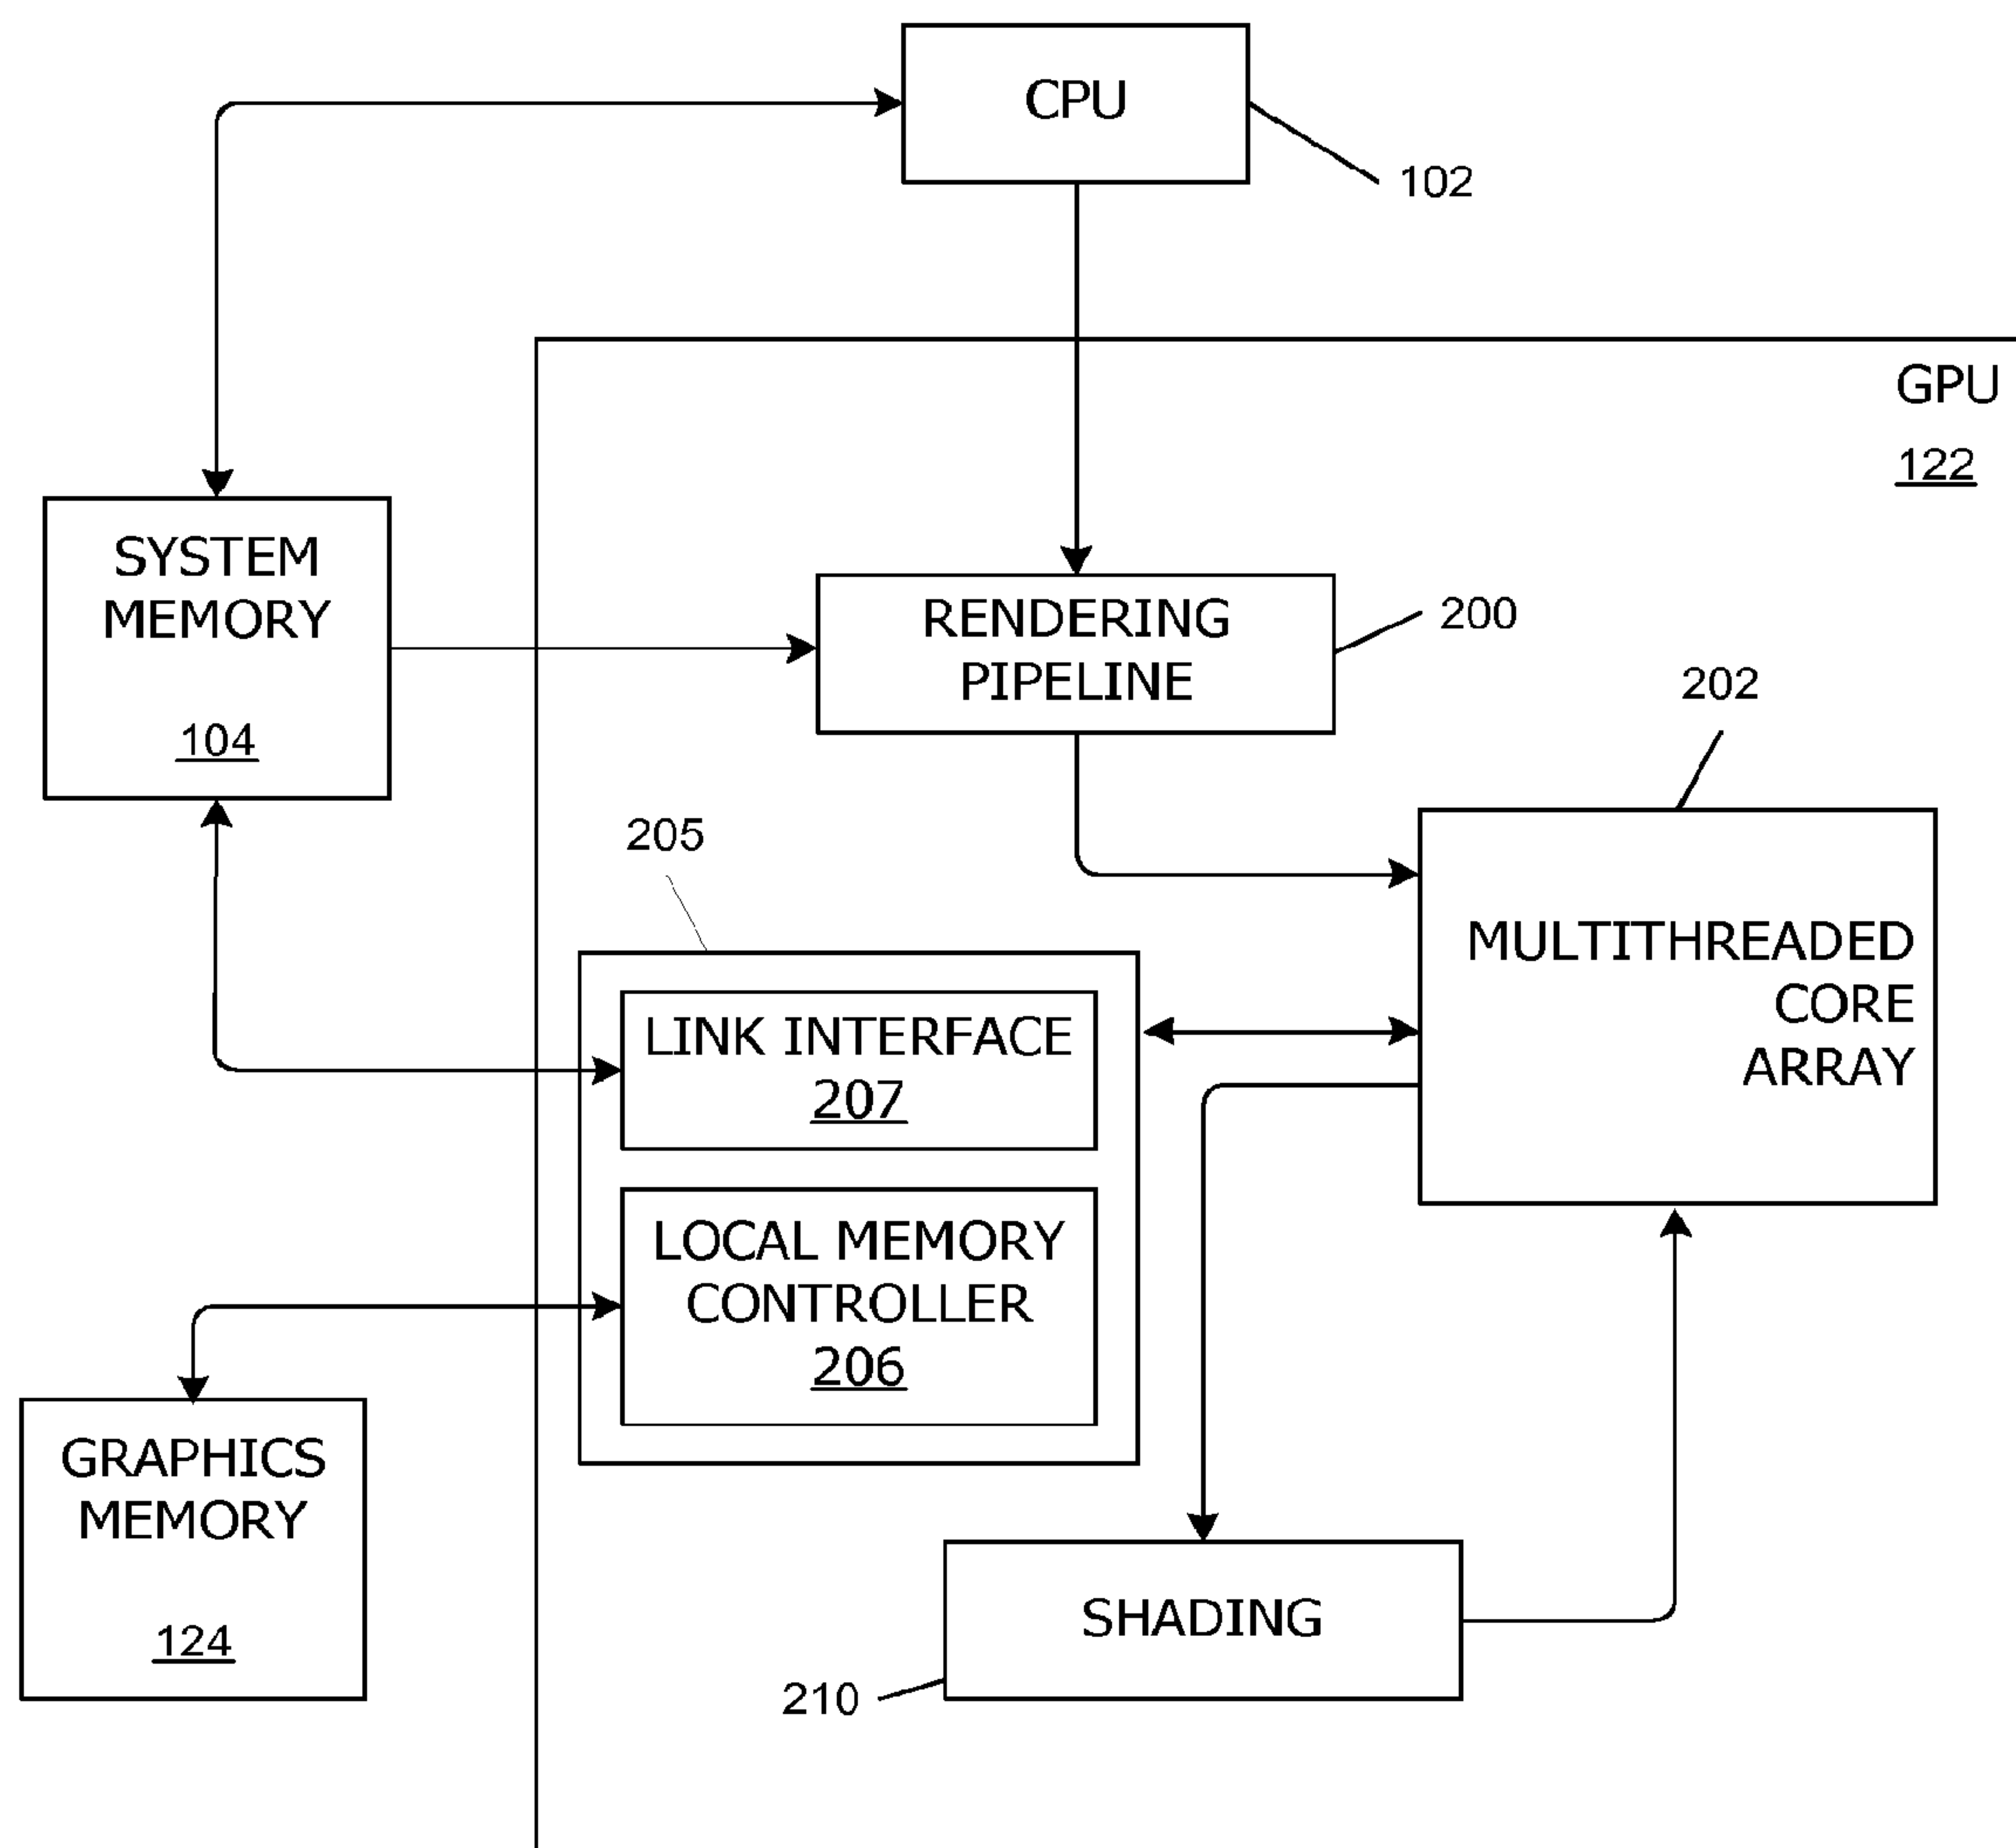 CPU
102
GPU
122
SYSTEM
MEMORY
104
RENDERING
PIPELINE
200
202
205
MULTITHREADED
CORE
ARRAY
LINK INTERFACE
207
LOCAL MEMORY
CONTROLLER
206
GRAPHICS
MEMORY
124
SHADING
210